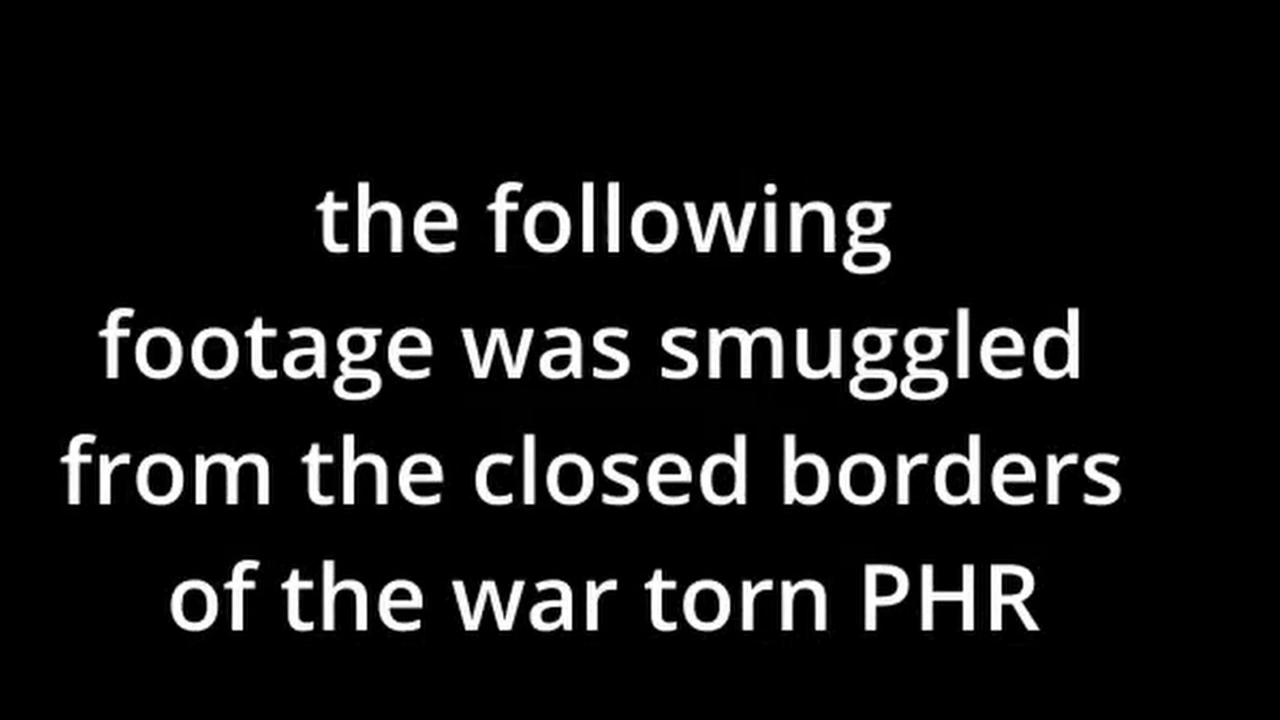 the following
footage was smuggled
from the closed borders
of the war torn PHR